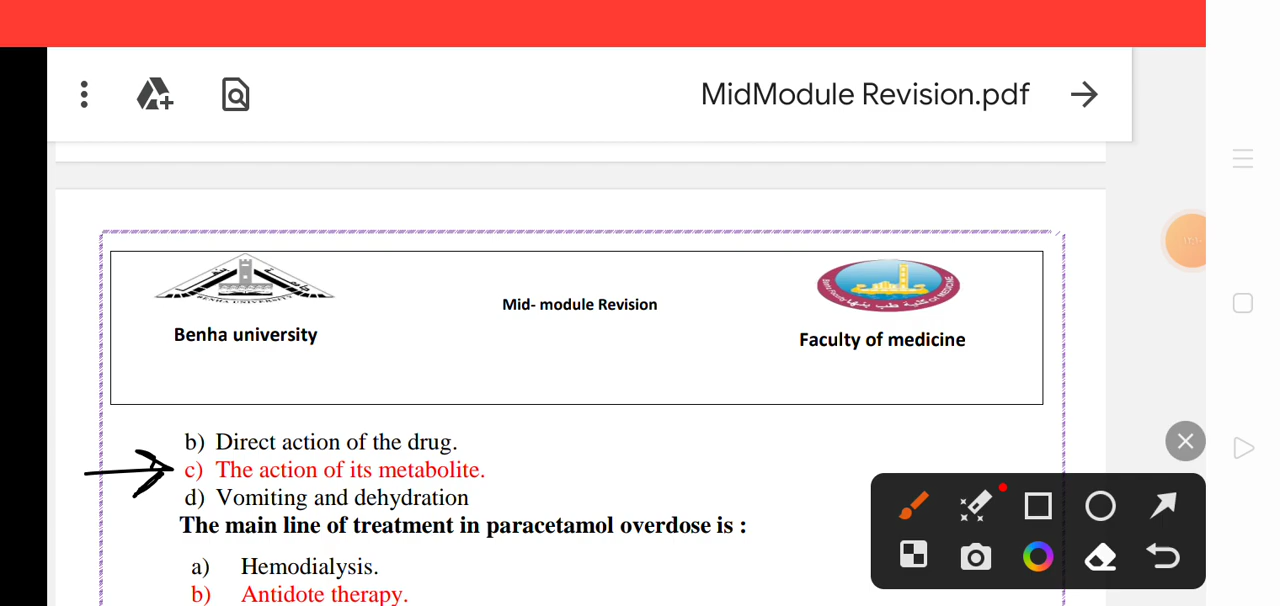 MidModule Revision.pdf
Mid- module Revision
Benha university
Faculty of medicine
b) Direct action of the drug.
c) The action of its metabolite.
d) Vomiting and dehydration
The main line of treatment in paracetamol overdose is :
a) Hemodialysis.
b) Antidote therapy.